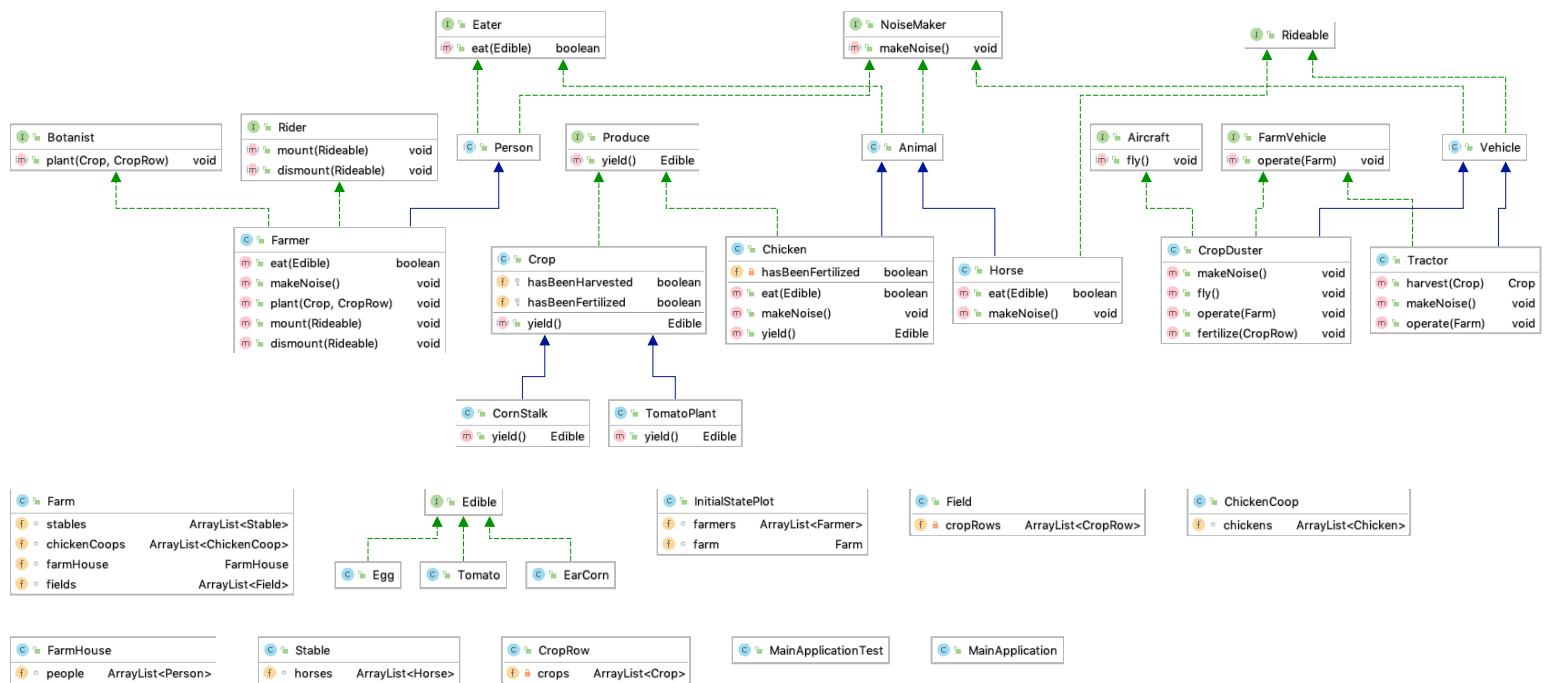 Eater
eat(Edible) boolean
NoiseMaker
makeNoise() void
Rideable
Botanist
plant(Crop, CropRow) void
Rider
mount(Rideable) void
dismount(Rideable) void
Person
Produce
yield() Edible
Animal
Aircraft
fly() void
FarmVehicle
operate(Farm) void
Vehicle
Farmer
eat(Edible) boolean
makeNoise() void
plant(Crop, CropRow) void
mount(Rideable) void
dismount(Rideable) void
Crop
hasBeenHarvested boolean
hasBeenFertilized boolean
yield() Edible
Chicken
hasBeenFertilized boolean
eat(Edible) boolean
makeNoise() void
yield() Edible
Horse
eat(Edible) boolean
makeNoise() void
CropDuster
makeNoise() void
fly() void
operate(Farm) void
fertilize(CropRow) void
Tractor
harvest(Crop) Crop
makeNoise() void
operate(Farm) void
CornStalk
yield() Edible
TomatoPlant
yield() Edible
Farm
stables ArrayList<Stable>
chickenCoops ArrayList<ChickenCoop>
farmHouse FarmHouse
fields ArrayList<Field>
Edible
Egg
Tomato
EarCorn
InitialStatePlot
farmers ArrayList<Farmer>
farm Farm
Field
cropRows ArrayList<CropRow>
ChickenCoop
chickens ArrayList<Chicken>
FarmHouse
people ArrayList<Person>
Stable
horses ArrayList<Horse>
CropRow
crops ArrayList<Crop>
MainApplicationTest
MainApplication